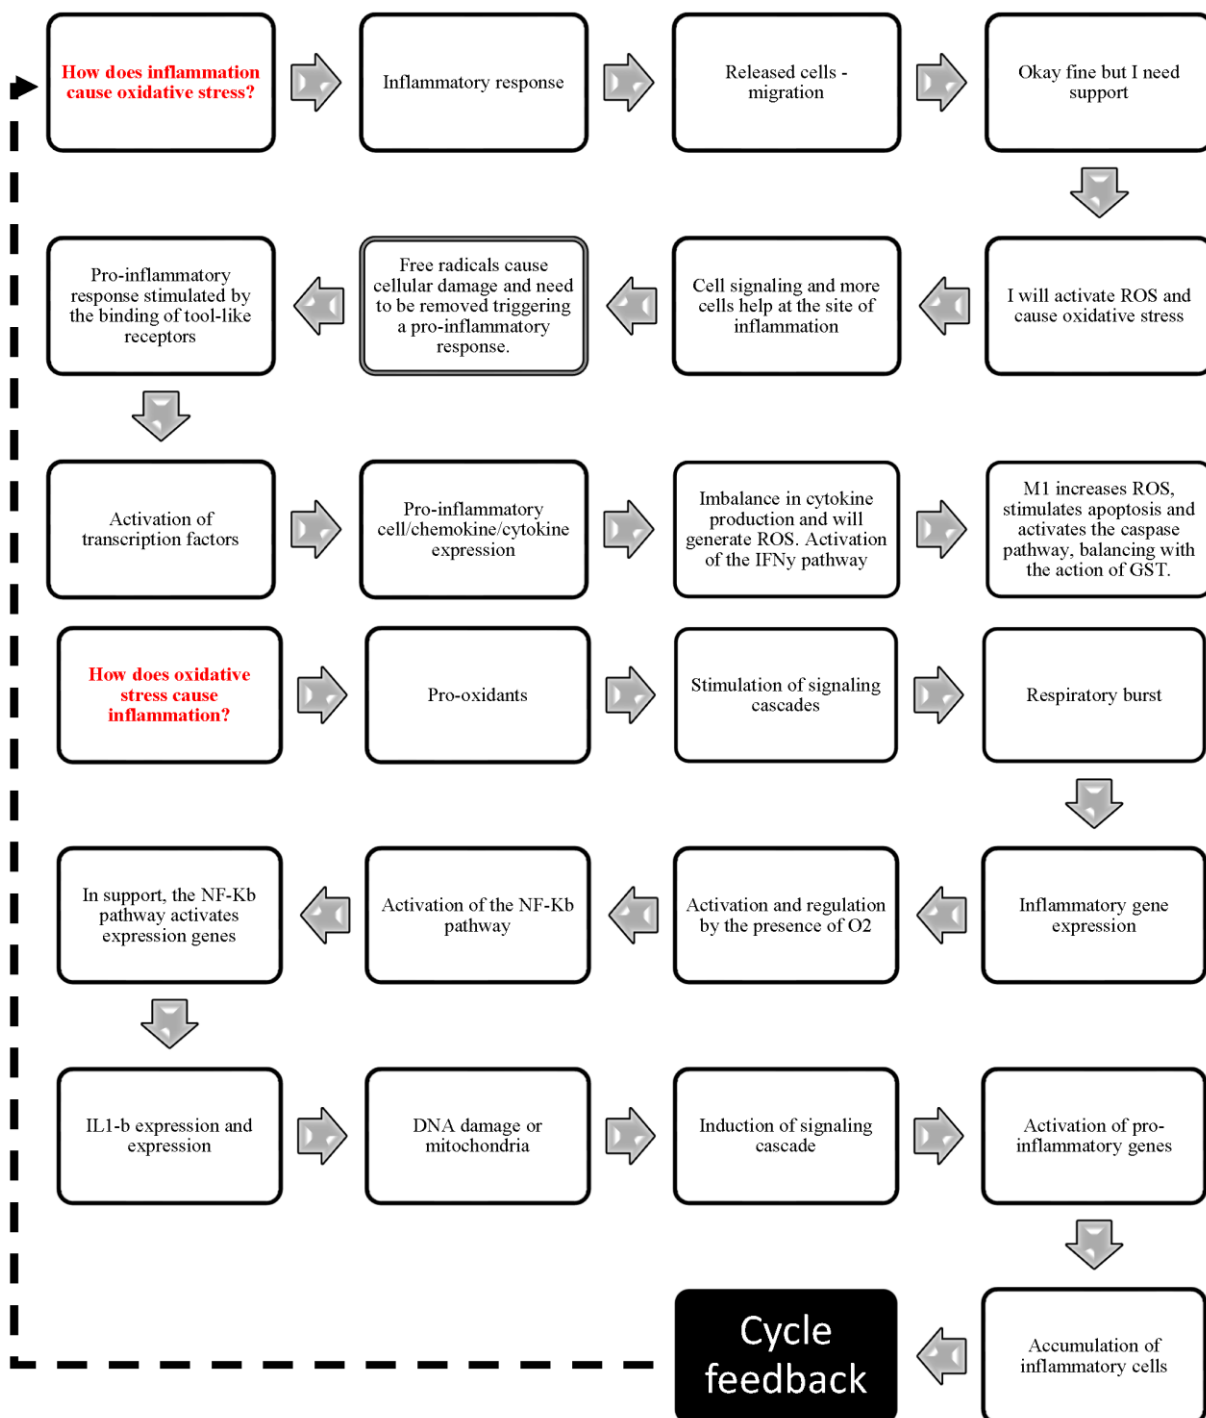 How does inflammation
cause oxidative stress?
Inflammatory response
Released cells -
migration
Okay fine but I need
support
I will activate ROS and
cause oxidative stress
Cell signaling and more
cells help at the site of
inflammation
Free radicals cause
cellular damage and need
to be removed triggering
a pro-inflammatory
response.
Pro-inflammatory
response stimulated by
the binding of tool-like
receptors
Activation of
transcription factors
Pro-inflammatory
cell/chemokine/cytokine
expression
Imbalance in cytokine
production and will
generate ROS. Activation
of the IFNy pathway
M1 increases ROS,
stimulates apoptosis and
activates the caspase
pathway, balancing with
the action of GST.
How does oxidative
stress cause
inflammation?
Pro-oxidants
Stimulation of signaling
cascades
Respiratory burst
Inflammatory gene
expression
Activation and regulation
by the presence of O2
Activation of the NF-Kb
pathway
In support, the NF-Kb
pathway activates
expression genes
IL1-b expression and
expression
DNA damage or
mitochondria
Induction of signaling
cascade
Activation of pro-
inflammatory genes
Accumulation of
inflammatory cells
Cycle
feedback